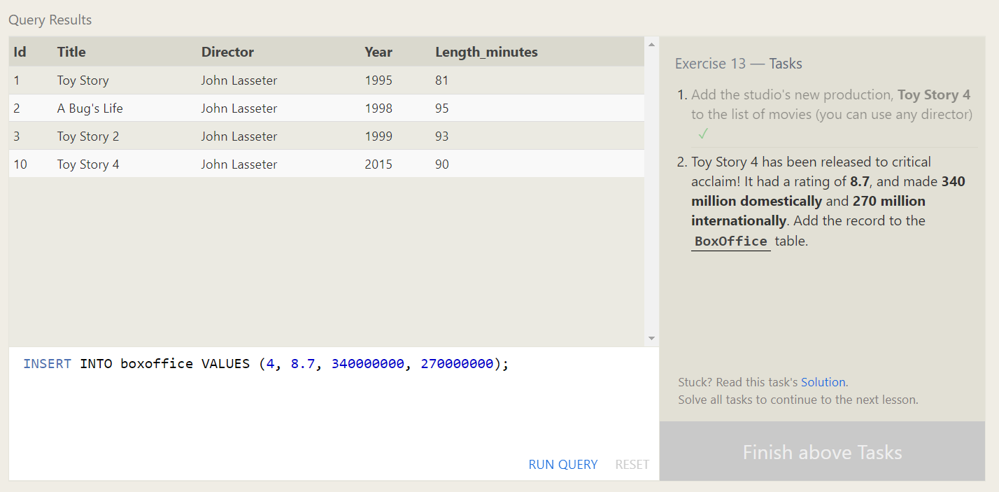 Query Results
Id Title Director Year Length_minutes
1 Toy Story John Lasseter 1995 81
2 A Bug's Life John Lasseter 1998 95
3 Toy Story 2 John Lasseter 1999 93
10 Toy Story 4 John Lasseter 2015 90
INSERT INTO boxoffice VALUES (4, 8.7, 340000000, 270000000);
RUN QUERY RESET
Exercise 13 — Tasks
1. Add the studio's new production, Toy Story 4
to the list of movies (you can use any director)
✓
2. Toy Story 4 has been released to critical
acclaim! It had a rating of 8.7, and made 340
million domestically and 270 million
internationally. Add the record to the
BoxOffice table.
Stuck? Read this task's Solution.
Solve all tasks to continue to the next lesson.
Finish above Tasks